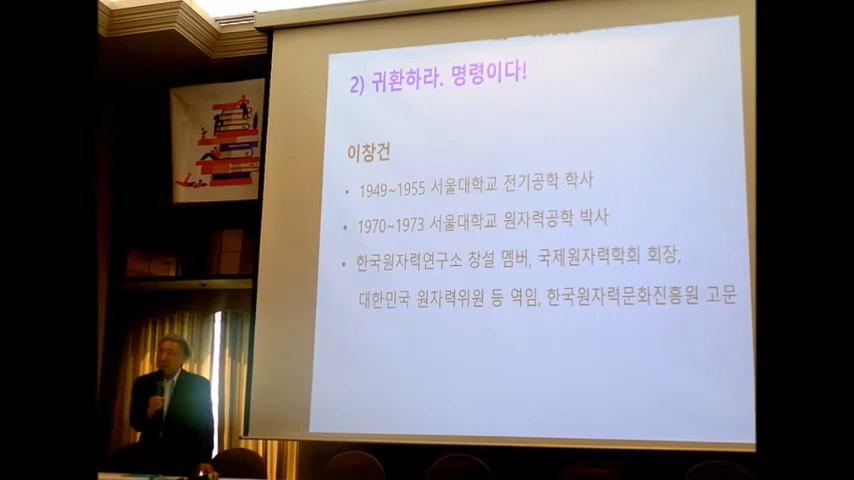 2) 귀환하라. 명령이다!
이창건
• 1949~1955 서울대학교 전기공학 학사
• 1970~1973 서울대학교 원자력공학 박사
• 한국원자력연구소 창설 멤버, 국제원자력학회 회장,
대한민국 원자력위원 등 역임, 한국원자력문화진흥원 고문